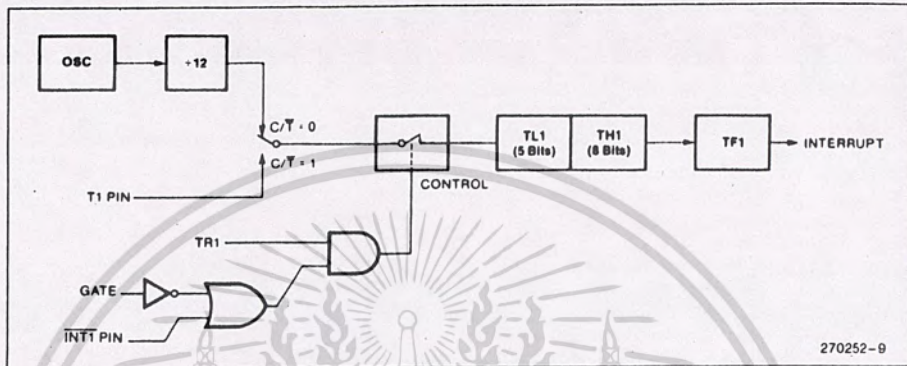 OSC
÷12
C/T̅ = 0
C/T̅ = 1
T1 PIN
CONTROL
TL1
(5 Bits)
TH1
(8 Bits)
TF1
INTERRUPT
TR1
GATE
I̅N̅T̅1̅ PIN
270252-9